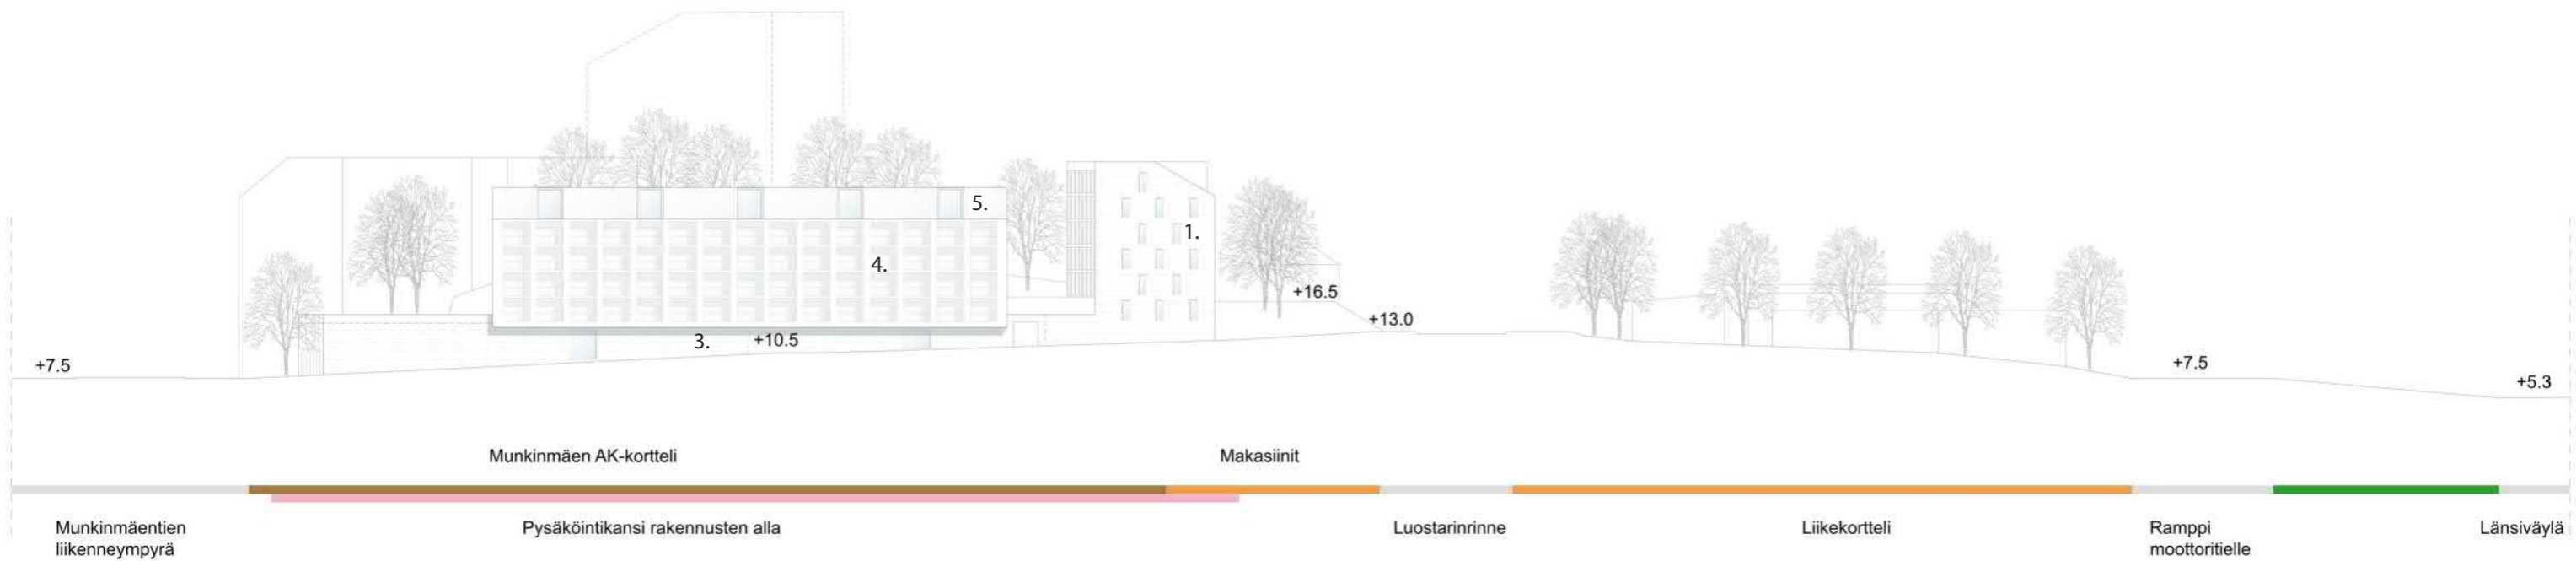 5.
1.
4.
+16.5
+13.0
3.
+10.5
+7.5
+7.5
+5.3
Munkinmäen AK-kortteli
Makasiinit
Munkinmäentien
liikenneympyrä
Pysäköintikansi rakennusten alla
Luostarinrinne
Liikekortteli
Ramppi
moottoritielle
Länsiväylä